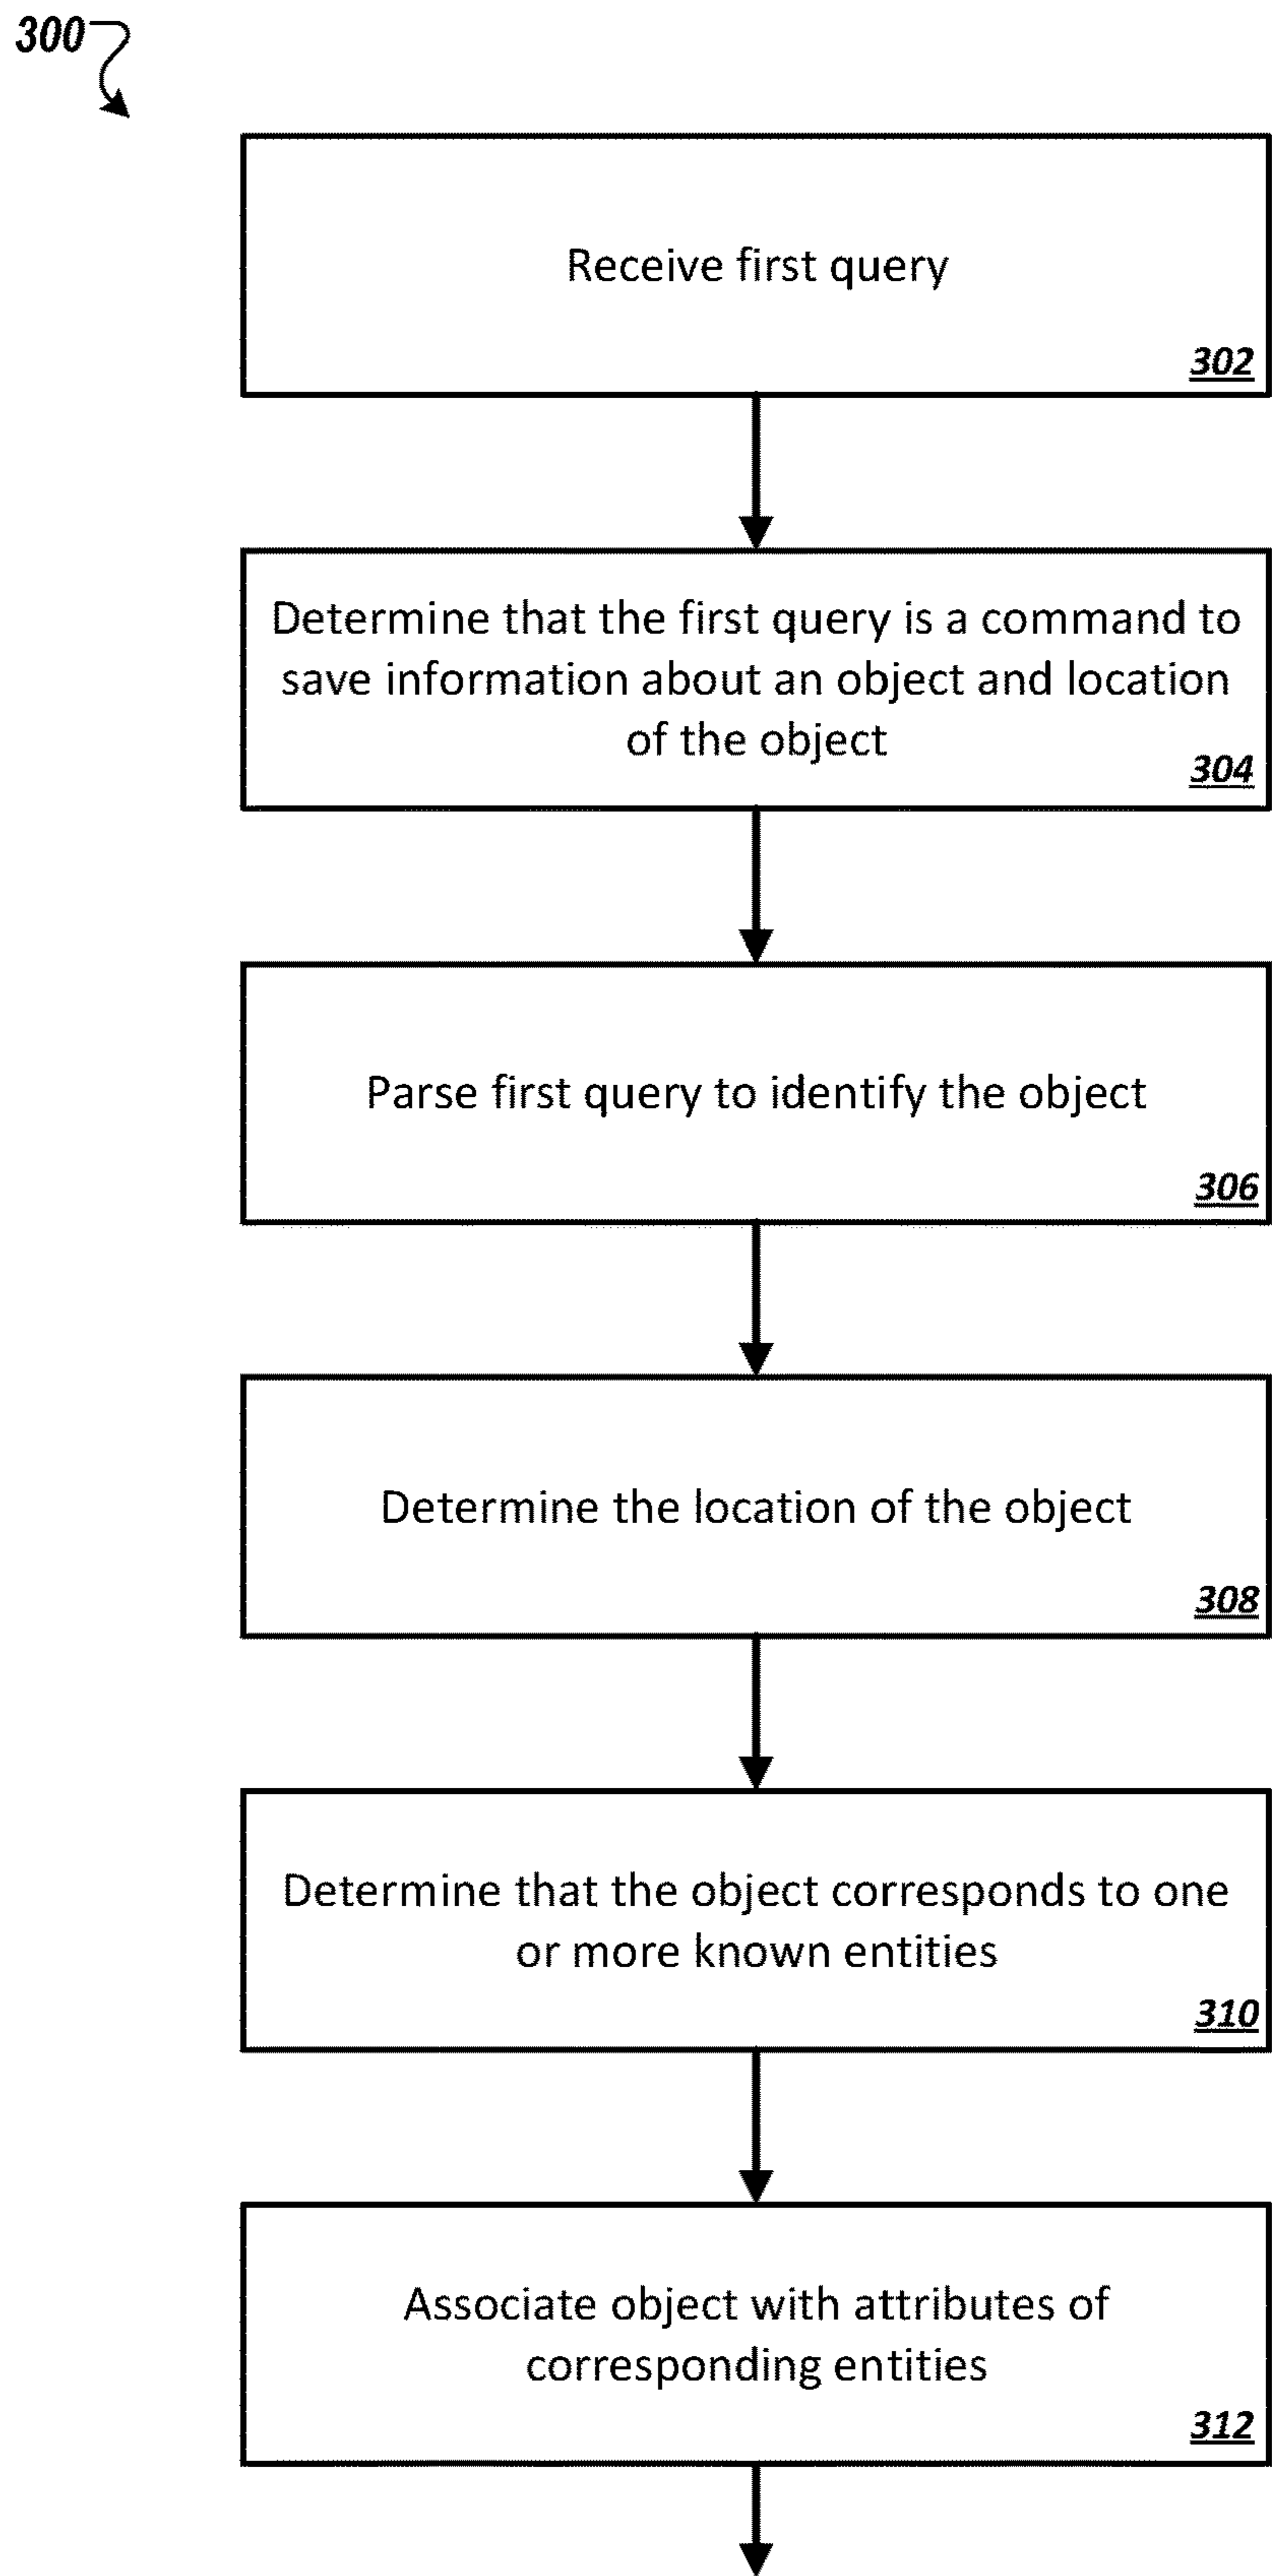 300
Receive first query
302
Determine that the first query is a command to
save information about an object and location
of the object
304
Parse first query to identify the object
306
Determine the location of the object
308
Determine that the object corresponds to one
or more known entities
310
Associate object with attributes of
corresponding entities
312